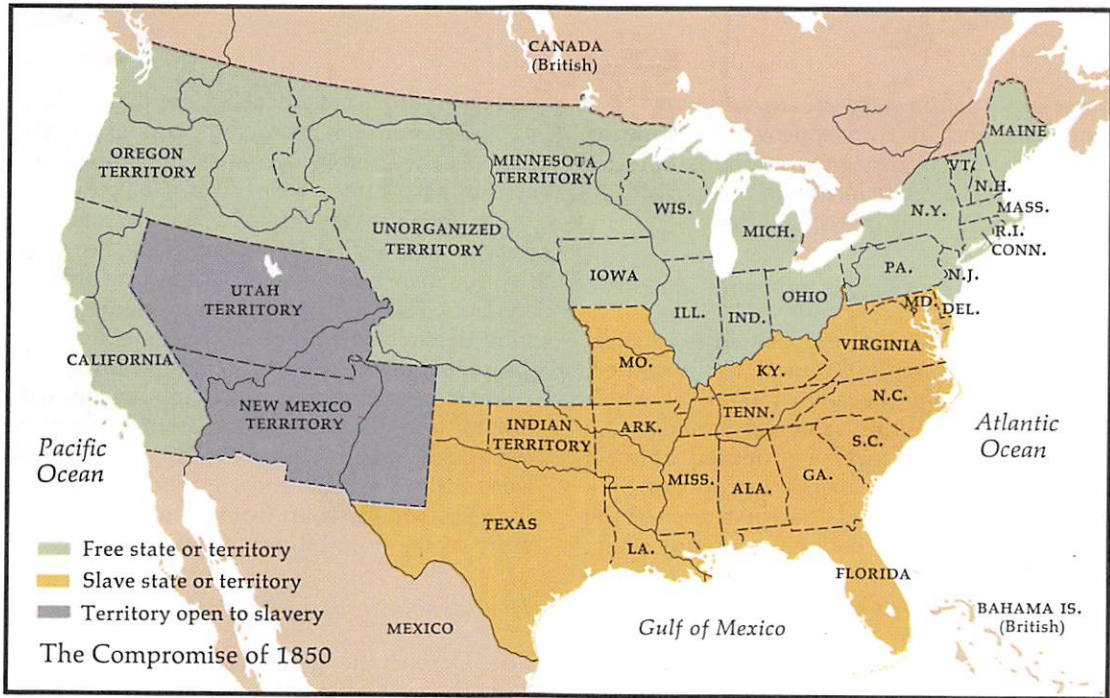 CANADA
(British)
MAINE
OREGON
TERRITORY
MINNESOTA
TERRITORY
VT.
N.H.
UNORGANIZED
TERRITORY
WIS.
MICH.
N.Y.
MASS.
R.I.
CONN.
UTAH
TERRITORY
IOWA
PA.
N.J.
ILL.
IND.
OHIO
MD.
DEL.
CALIFORNIA
MO.
KY.
VIRGINIA
NEW MEXICO
TERRITORY
INDIAN
TERRITORY
ARK.
TENN.
N.C.
S.C.
Pacific
Ocean
Atlantic
Ocean
MISS.
ALA.
GA.
TEXAS
LA.
FLORIDA
Free state or territory
Slave state or territory
Territory open to slavery
MEXICO
Gulf of Mexico
BAHAMA IS.
(British)
The Compromise of 1850